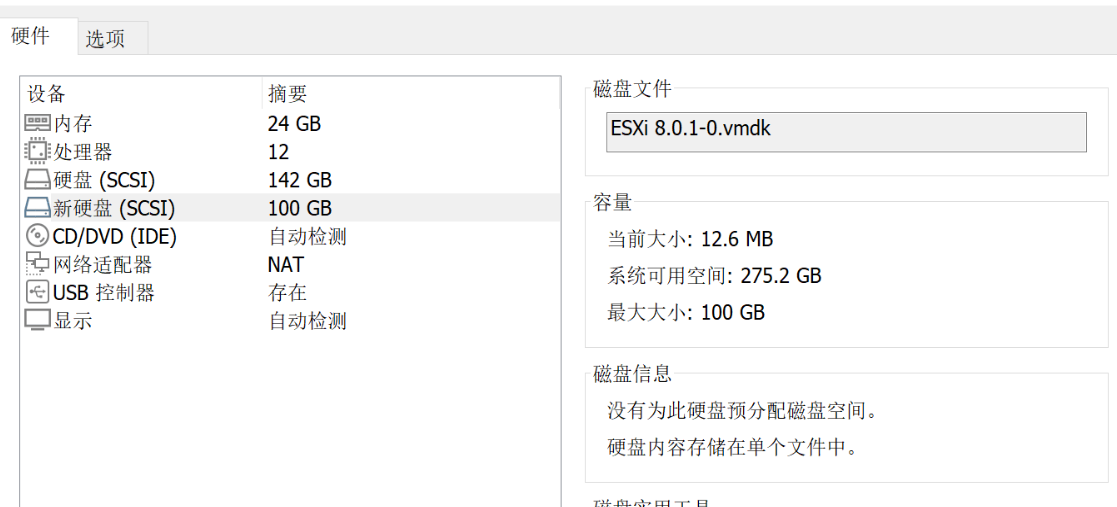 硬件 选项
设备 摘要
内存 24 GB
处理器 12
硬盘 (SCSI) 142 GB
新硬盘 (SCSI) 100 GB
CD/DVD (IDE) 自动检测
网络适配器 NAT
USB 控制器 存在
显示 自动检测
磁盘文件
ESXi 8.0.1-0.vmdk
容量
当前大小: 12.6 MB
系统可用空间: 275.2 GB
最大大小: 100 GB
磁盘信息
没有为此硬盘预分配磁盘空间。
硬盘内容存储在单个文件中。
磁盘实用工具